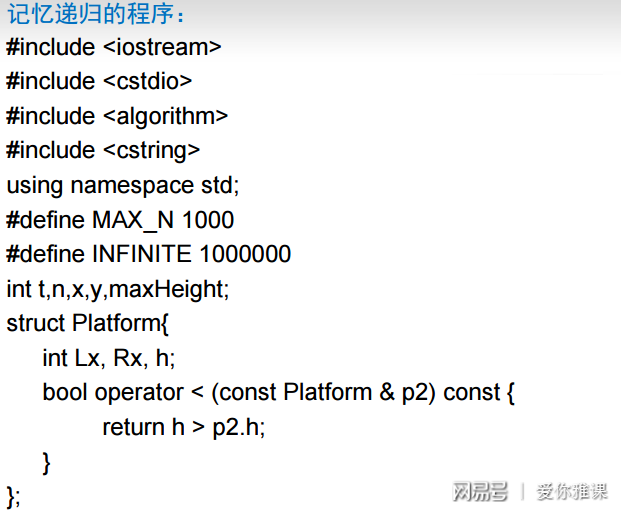 记忆递归的程序：
#include <iostream>
#include <cstdio>
#include <algorithm>
#include <cstring>
using namespace std;
#define MAX_N 1000
#define INFINITE 1000000
int t,n,x,y,maxHeight;
struct Platform{
int Lx, Rx, h;
bool operator < (const Platform & p2) const {
return h > p2.h;
}
};
网易号 | 爱你雅课